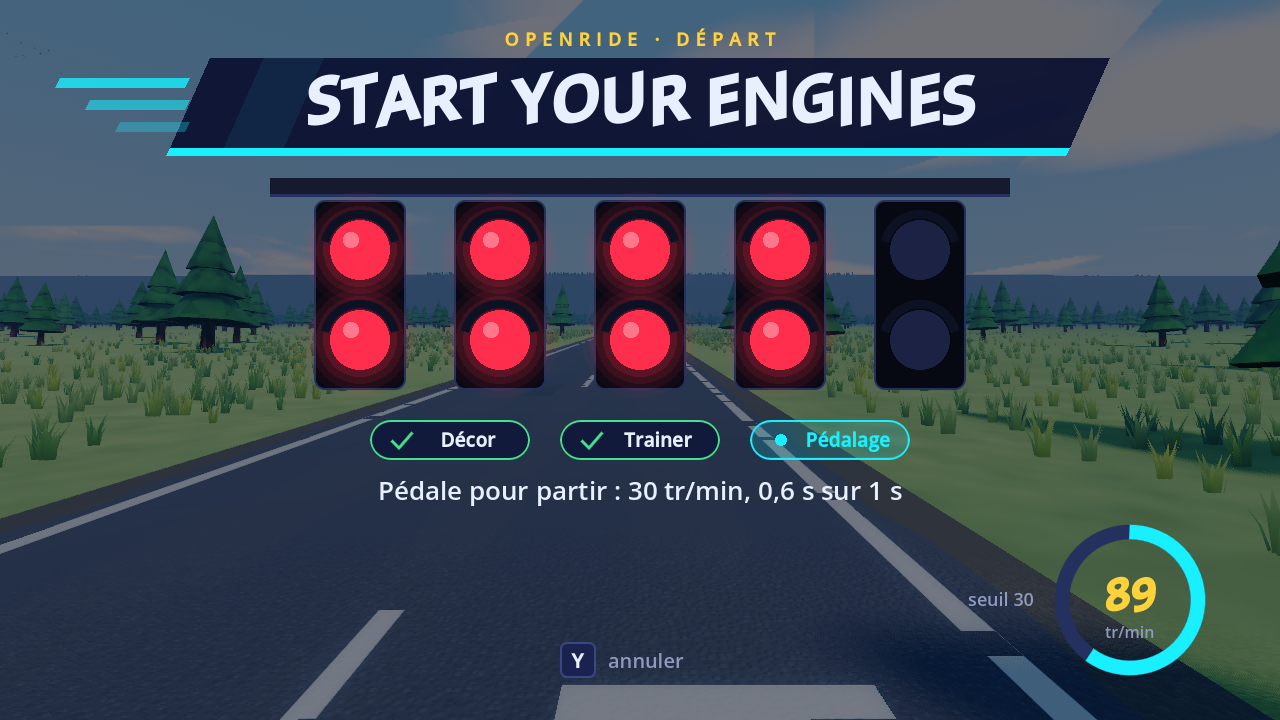 OPENRIDE · DÉPART
START YOUR ENGINES
Décor
Trainer
Pédalage
Pédale pour partir : 30 tr/min, 0,6 s sur 1 s
seuil 30
89
tr/min
Y annuler